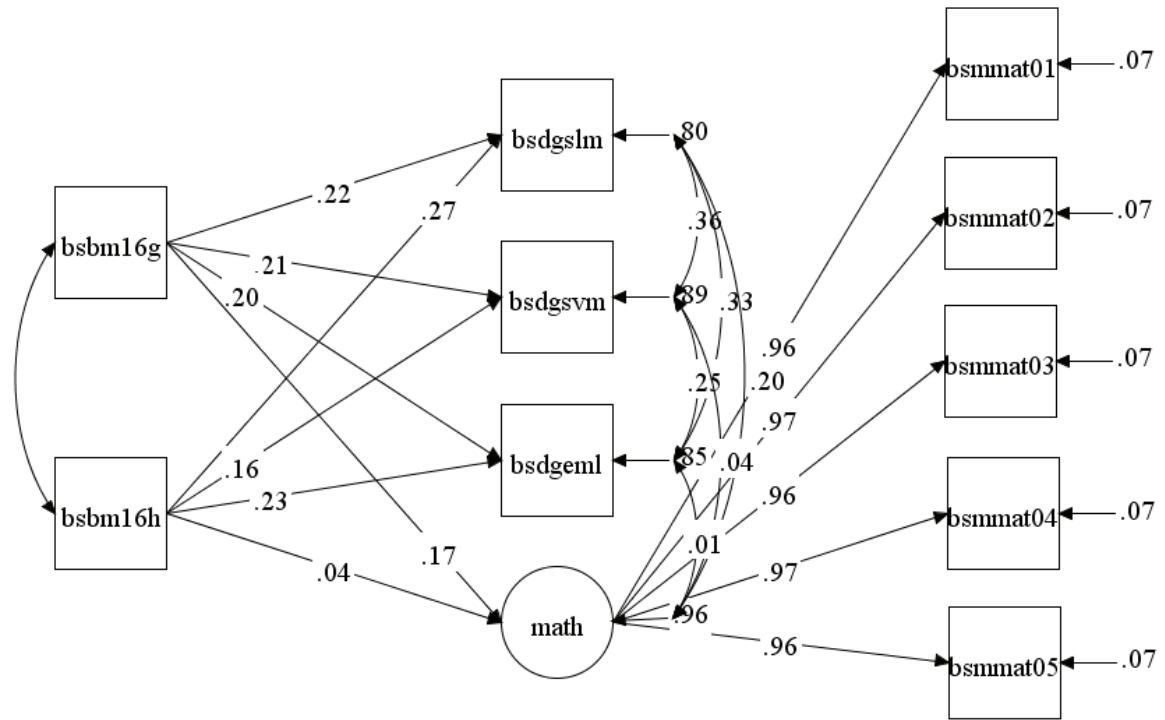 bsmmat01
.07
bsdgslm
.80
.22
.27
bsmmat02
.07
.36
bsbm16g
.21
.20
bsdgsvm
.89
.33
.96
bsmmat03
.07
.25
.20
.97
bsdgeml
.85
.04
.16
.23
.96
bsbm16h
bsmmat04
.07
.01
.17
.04
.97
math
.96
.96
bsmmat05
.07